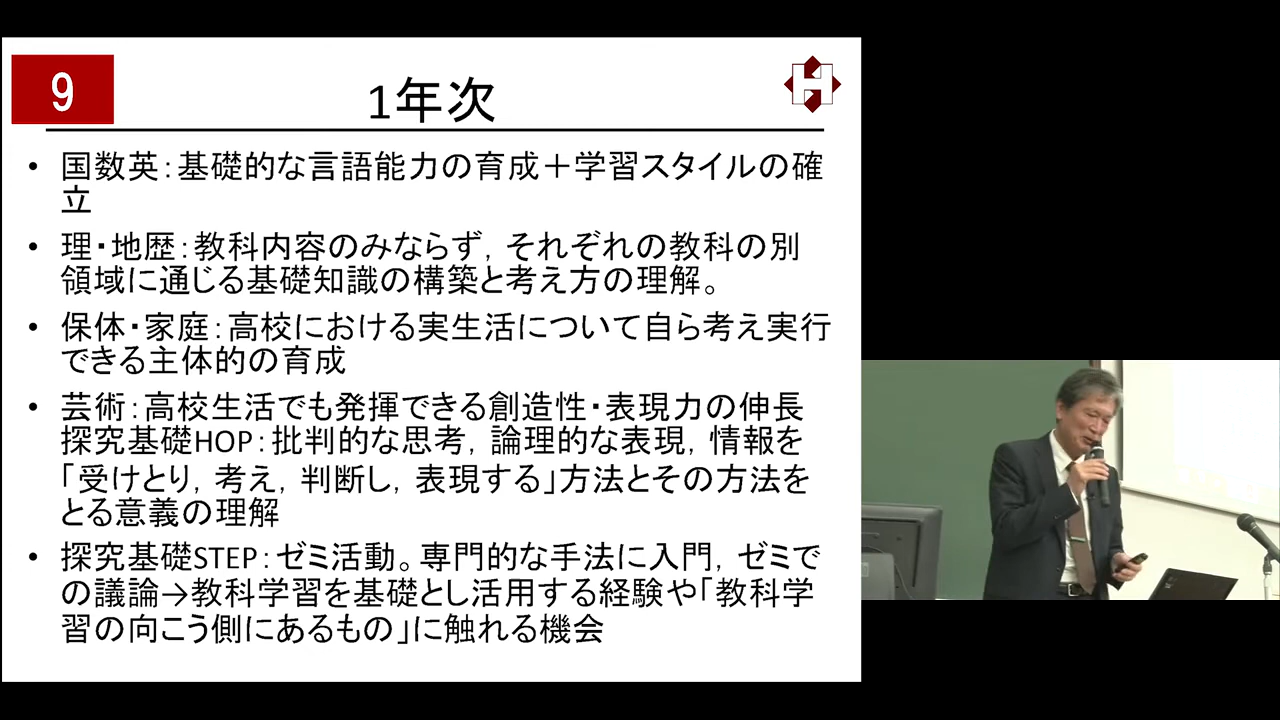 9
1年次
• 国数英：基礎的な言語能力の育成＋学習スタイルの確
立
• 理・地歴：教科内容のみならず，それぞれの教科の別
領域に通じる基礎知識の構築と考え方の理解。
• 保体・家庭：高校における実生活について自ら考え実行
できる主体的の育成
• 芸術：高校生活でも発揮できる創造性・表現力の伸長
探究基礎HOP：批判的な思考，論理的な表現，情報を
「受けとり，考え，判断し，表現する」方法とその方法を
とる意義の理解
• 探究基礎STEP：ゼミ活動。専門的な手法に入門，ゼミで
の議論→教科学習を基礎とし活用する経験や「教科学
習の向こう側にあるもの」に触れる機会